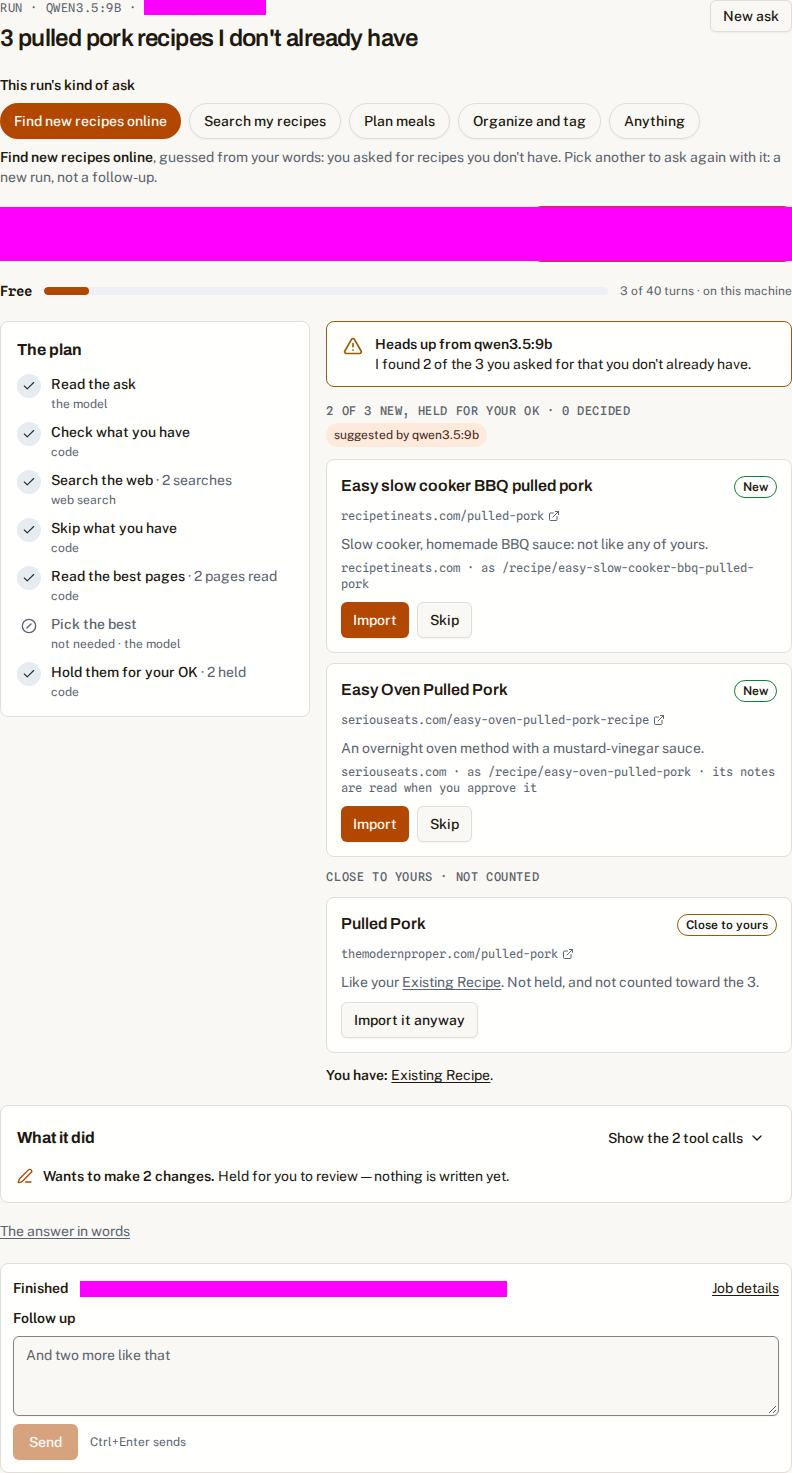 RUN · QWEN3.5:9B ·
New ask
3 pulled pork recipes I don't already have
This run's kind of ask
Find new recipes online
Search my recipes
Plan meals
Organize and tag
Anything
Find new recipes online, guessed from your words: you asked for recipes you don't have. Pick another to ask again with it: a
new run, not a follow-up.
Free
3 of 40 turns · on this machine
The plan
Read the ask
the model
Check what you have
code
Search the web · 2 searches
web search
Skip what you have
code
Read the best pages · 2 pages read
code
Pick the best
not needed · the model
Hold them for your OK · 2 held
code
Heads up from qwen3.5:9b
I found 2 of the 3 you asked for that you don't already have.
2 OF 3 NEW, HELD FOR YOUR OK · 0 DECIDED
suggested by qwen3.5:9b
Easy slow cooker BBQ pulled pork
New
recipetineats.com/pulled-pork
Slow cooker, homemade BBQ sauce: not like any of yours.
recipetineats.com · as /recipe/easy-slow-cooker-bbq-pulled-
pork
Import
Skip
Easy Oven Pulled Pork
New
seriouseats.com/easy-oven-pulled-pork-recipe
An overnight oven method with a mustard-vinegar sauce.
seriouseats.com · as /recipe/easy-oven-pulled-pork · its notes
are read when you approve it
Import
Skip
CLOSE TO YOURS · NOT COUNTED
Pulled Pork
Close to yours
themodernproper.com/pulled-pork
Like your Existing Recipe. Not held, and not counted toward the 3.
Import it anyway
You have: Existing Recipe.
What it did
Show the 2 tool calls
Wants to make 2 changes. Held for you to review — nothing is written yet.
The answer in words
Finished
Job details
Follow up
And two more like that
Send
Ctrl+Enter sends